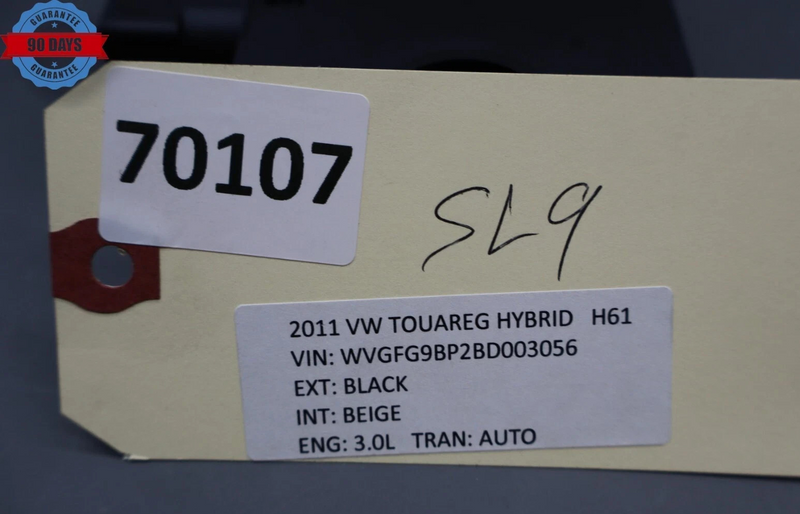 GUARANTEE
90 DAYS
GUARANTEE
70107
SL9
2011 VW TOUAREG HYBRID H61
VIN: WVGFG9BP2BD003056
EXT: BLACK
INT: BEIGE
ENG: 3.0L TRAN: AUTO